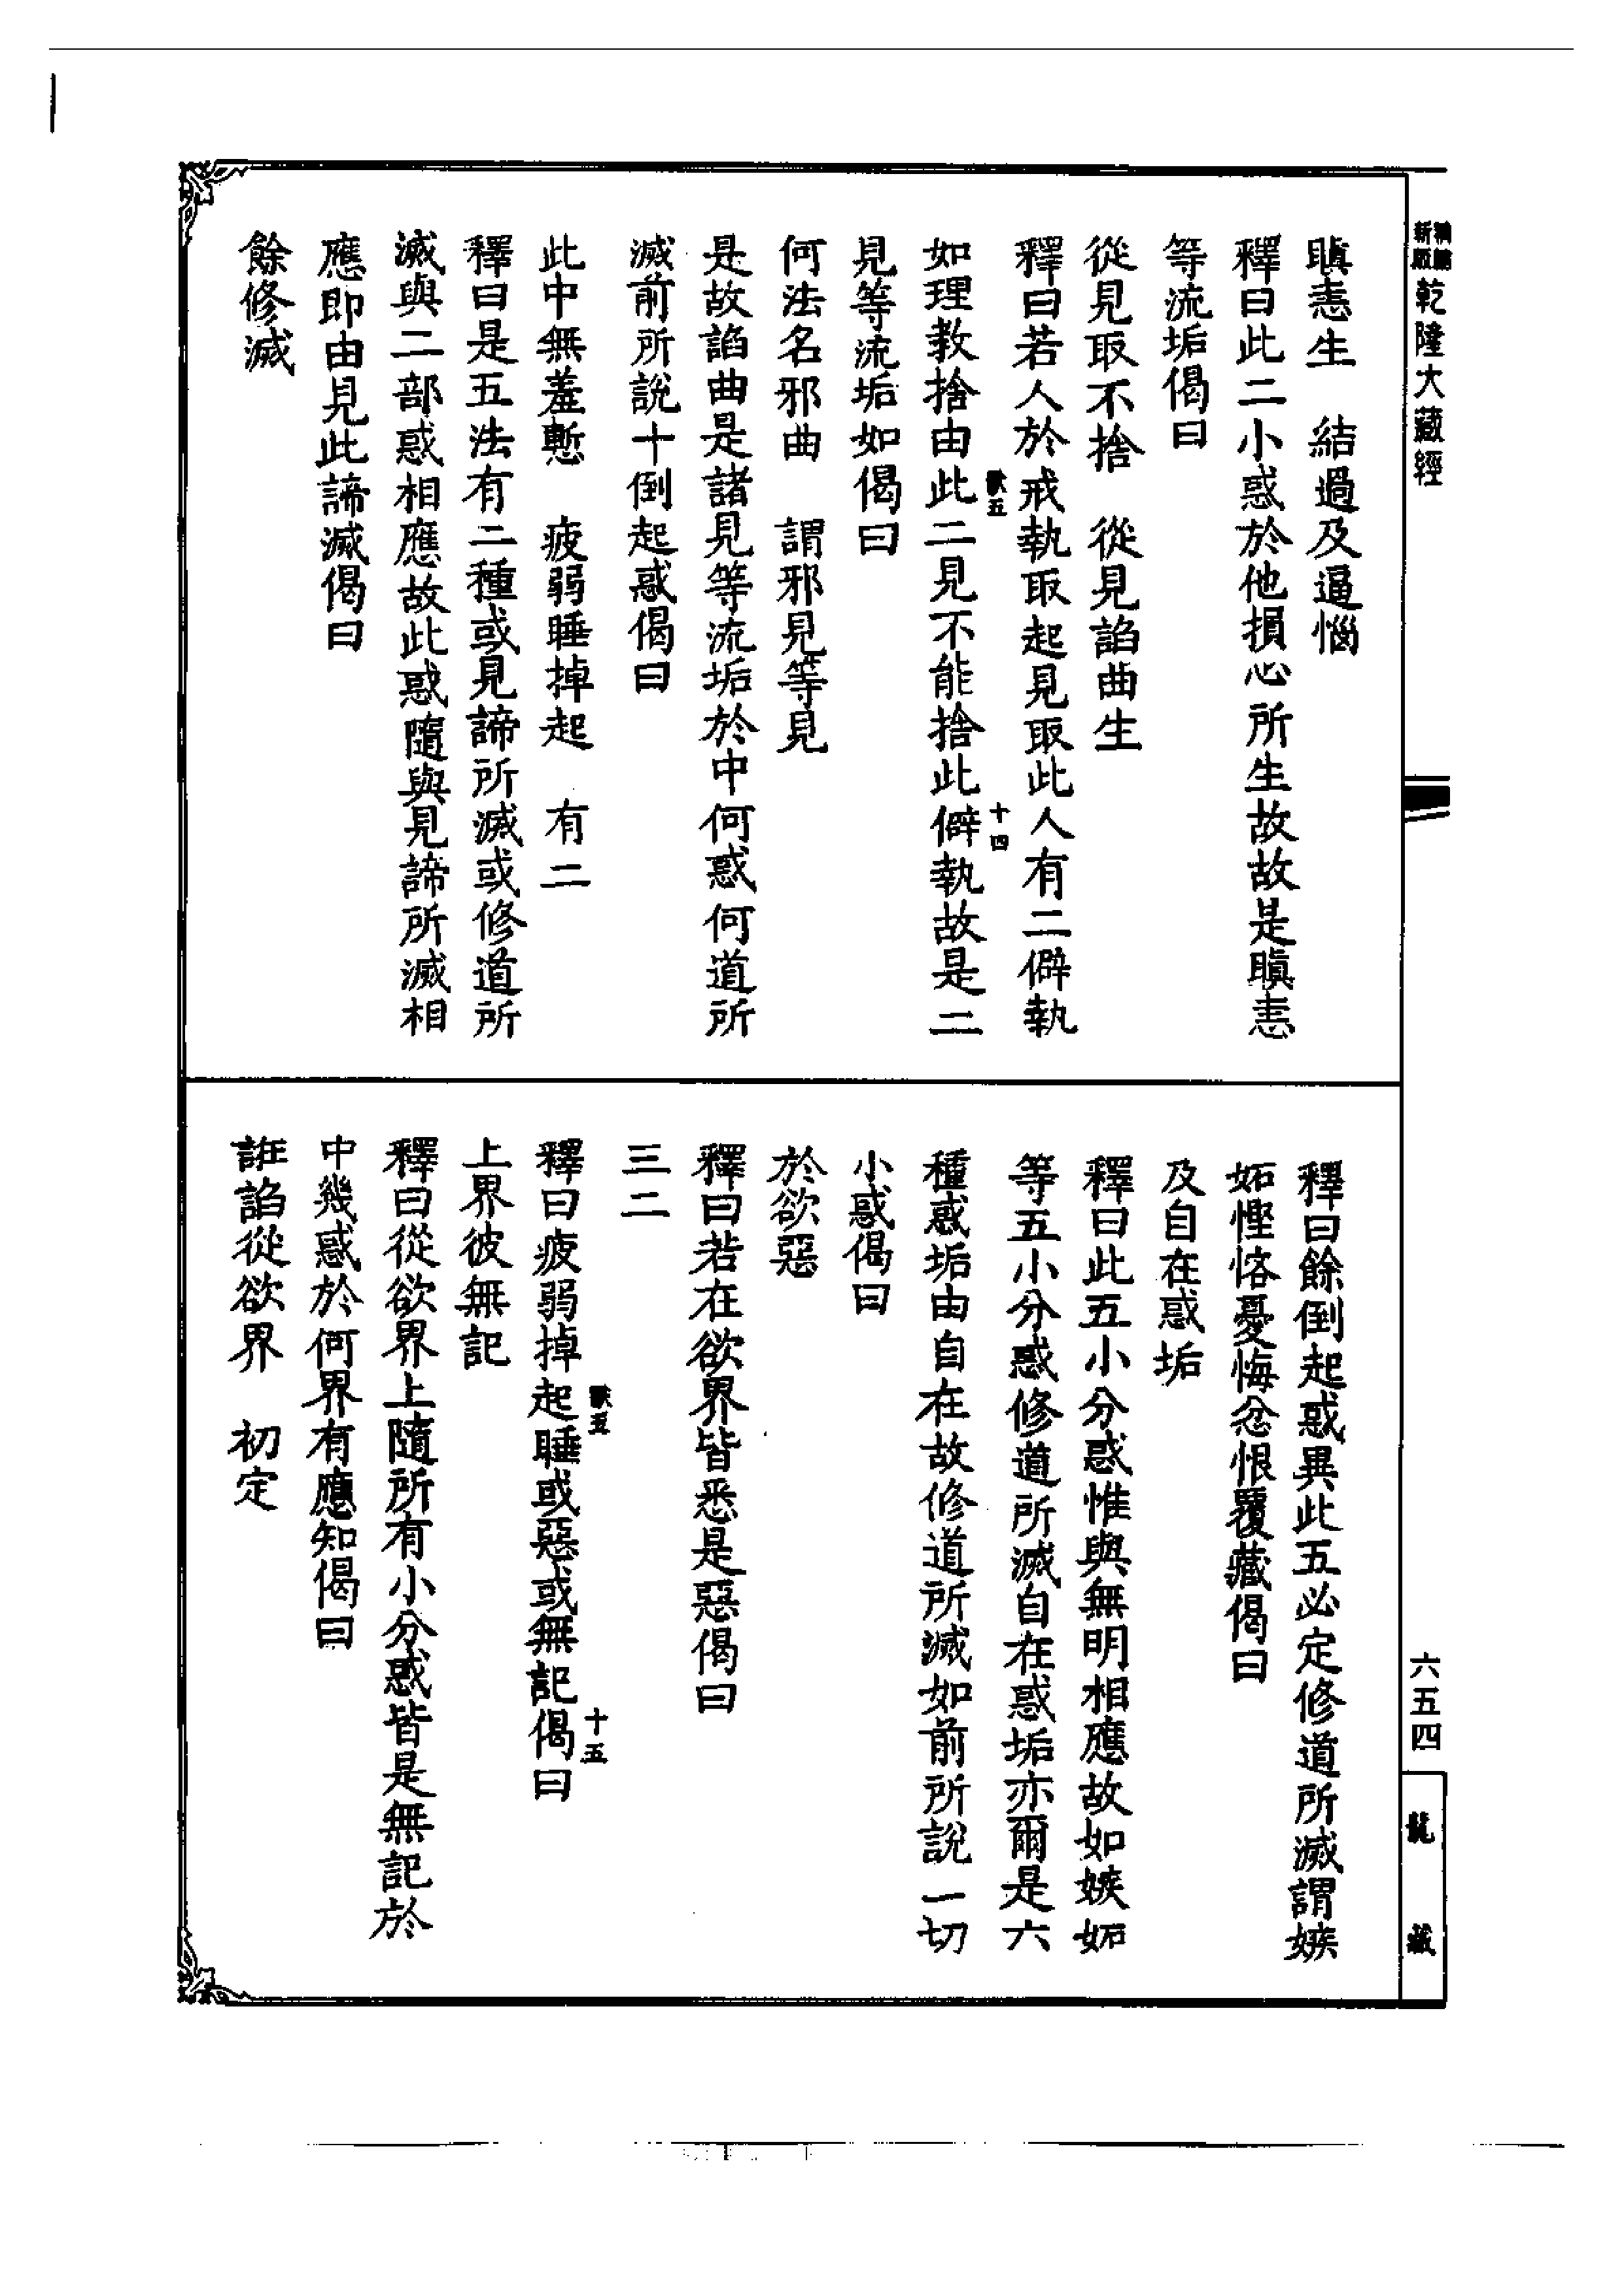 乾隆大藏經
瞋恚生　結過及逼惱
釋曰此二小惑於他損心所生故故是瞋恚
等流垢偈曰
從見取不捨　從見諂曲生
釋曰若人於戒執取起見取此人有二僻執
如理教捨由此二見不能捨此僻執故是二
見等流垢如偈曰
何法名邪曲　謂邪見等見
是故諂曲是諸見等流垢於中何惑何道所
滅前所說十倒起惑偈曰
此中無羞慙　疲弱睡掉起　有二
釋曰是五法有二種或見諦所滅或修道所
滅與二部惑相應故此惑隨與見諦所滅相
應即由見此諦滅偈曰
餘修滅
十四
釋曰餘倒起惑異此五必定修道所滅謂嫉
妬慳悋憂悔忿恨覆藏偈曰
及自在惑垢
釋曰此五小分惑惟與無明相應故如嫉妬
等五小分惑修道所滅自在惑垢亦爾是六
種惑垢由自在故修道所滅如前所說一切
小惑偈曰
於欲惡
釋曰若在欲界皆悉是惡偈曰
三二
釋曰疲弱掉起睡或惡或無記偈曰
上界彼無記
釋曰從欲界上隨所有小分惑皆是無記於
中幾惑於何界有應知偈曰
誑諂從欲界　初定
十五
六五四
龍藏